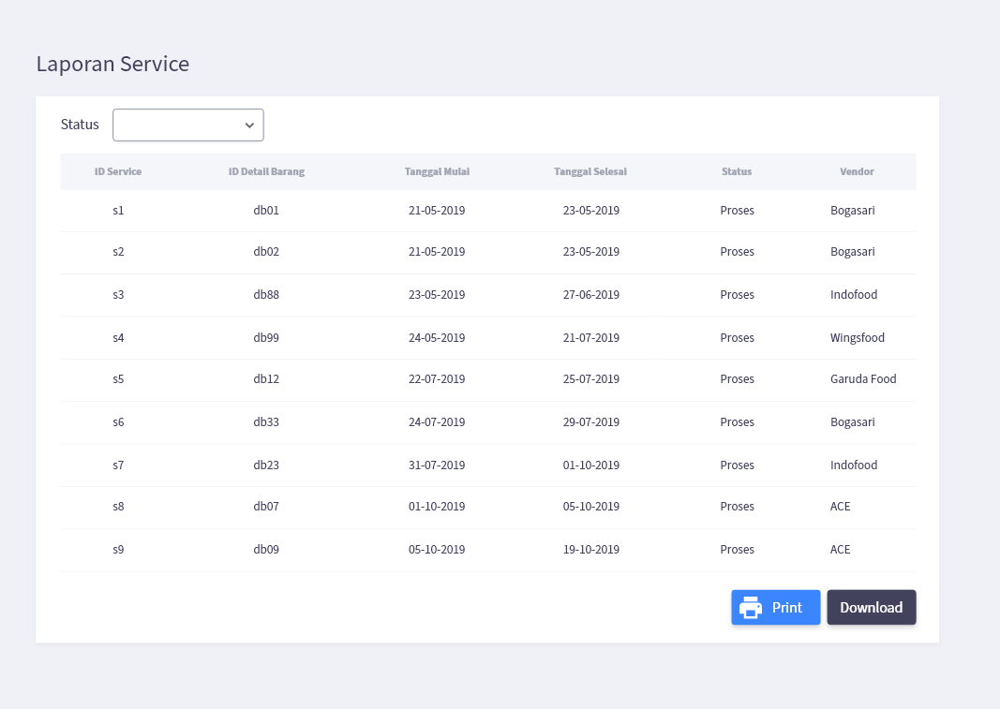 Laporan Service
Status
ID Service ID Detail Barang Tanggal Mulai Tanggal Selesai Status Vendor
s1 db01 21-05-2019 23-05-2019 Proses Bogasari
s2 db02 21-05-2019 23-05-2019 Proses Bogasari
s3 db88 23-05-2019 27-06-2019 Proses Indofood
s4 db99 24-05-2019 21-07-2019 Proses Wingsfood
s5 db12 22-07-2019 25-07-2019 Proses Garuda Food
s6 db33 24-07-2019 29-07-2019 Proses Bogasari
s7 db23 31-07-2019 01-10-2019 Proses Indofood
s8 db07 01-10-2019 05-10-2019 Proses ACE
s9 db09 05-10-2019 19-10-2019 Proses ACE
Print Download